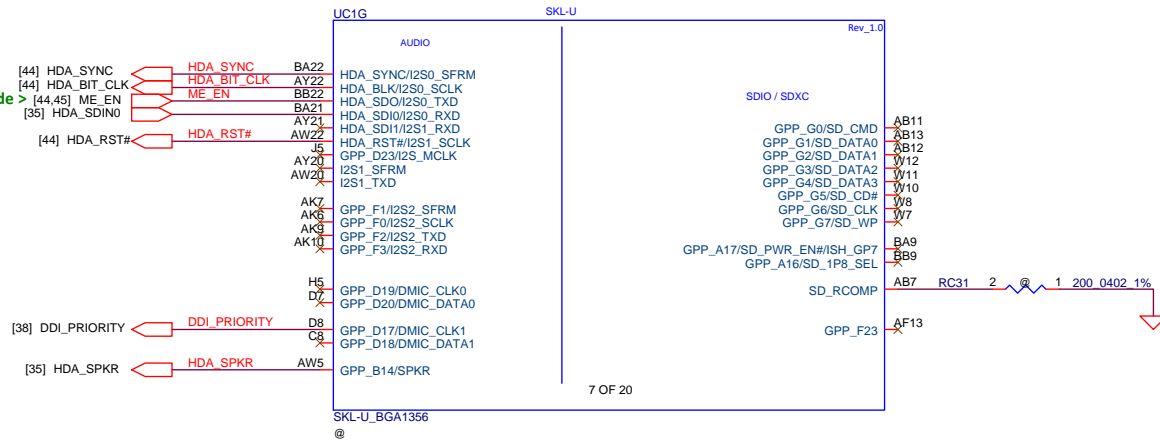 UC1G
SKL-U
Rev_1.0
AUDIO
SDIO / SDXC
[44] HDA_SYNC HDA_SYNC BA22 HDA_SYNC/I2S0_SFRM
[44] HDA_BIT_CLK HDA_BIT_CLK AY22 HDA_BLK/I2S0_SCLK
de > [44,45] ME_EN ME_EN BB22 HDA_SDO/I2S0_TXD
[35] HDA_SDIN0 BA21 HDA_SDI0/I2S0_RXD
AY21 HDA_SDI1/I2S1_RXD
[44] HDA_RST# HDA_RST# AW22 HDA_RST#/I2S1_SCLK
J5 GPP_D23/I2S_MCLK
AY20 I2S1_SFRM
AW20 I2S1_TXD
AK7 GPP_F1/I2S2_SFRM
AK6 GPP_F0/I2S2_SCLK
AK9 GPP_F2/I2S2_TXD
AK10 GPP_F3/I2S2_RXD
H5 GPP_D19/DMIC_CLK0
D7 GPP_D20/DMIC_DATA0
[38] DDI_PRIORITY DDI_PRIORITY D8 GPP_D17/DMIC_CLK1
C8 GPP_D18/DMIC_DATA1
[35] HDA_SPKR HDA_SPKR AW5 GPP_B14/SPKR
GPP_G0/SD_CMD AB11
GPP_G1/SD_DATA0 AB13
GPP_G2/SD_DATA1 AB12
GPP_G3/SD_DATA2 W12
GPP_G4/SD_DATA3 W11
GPP_G5/SD_CD# W10
GPP_G6/SD_CLK W8
GPP_G7/SD_WP W7
GPP_A17/SD_PWR_EN#/ISH_GP7 BA9
GPP_A16/SD_1P8_SEL BB9
SD_RCOMP AB7 RC31 2 @ 1 200_0402_1%
GPP_F23 AF13
7 OF 20
SKL-U_BGA1356
@